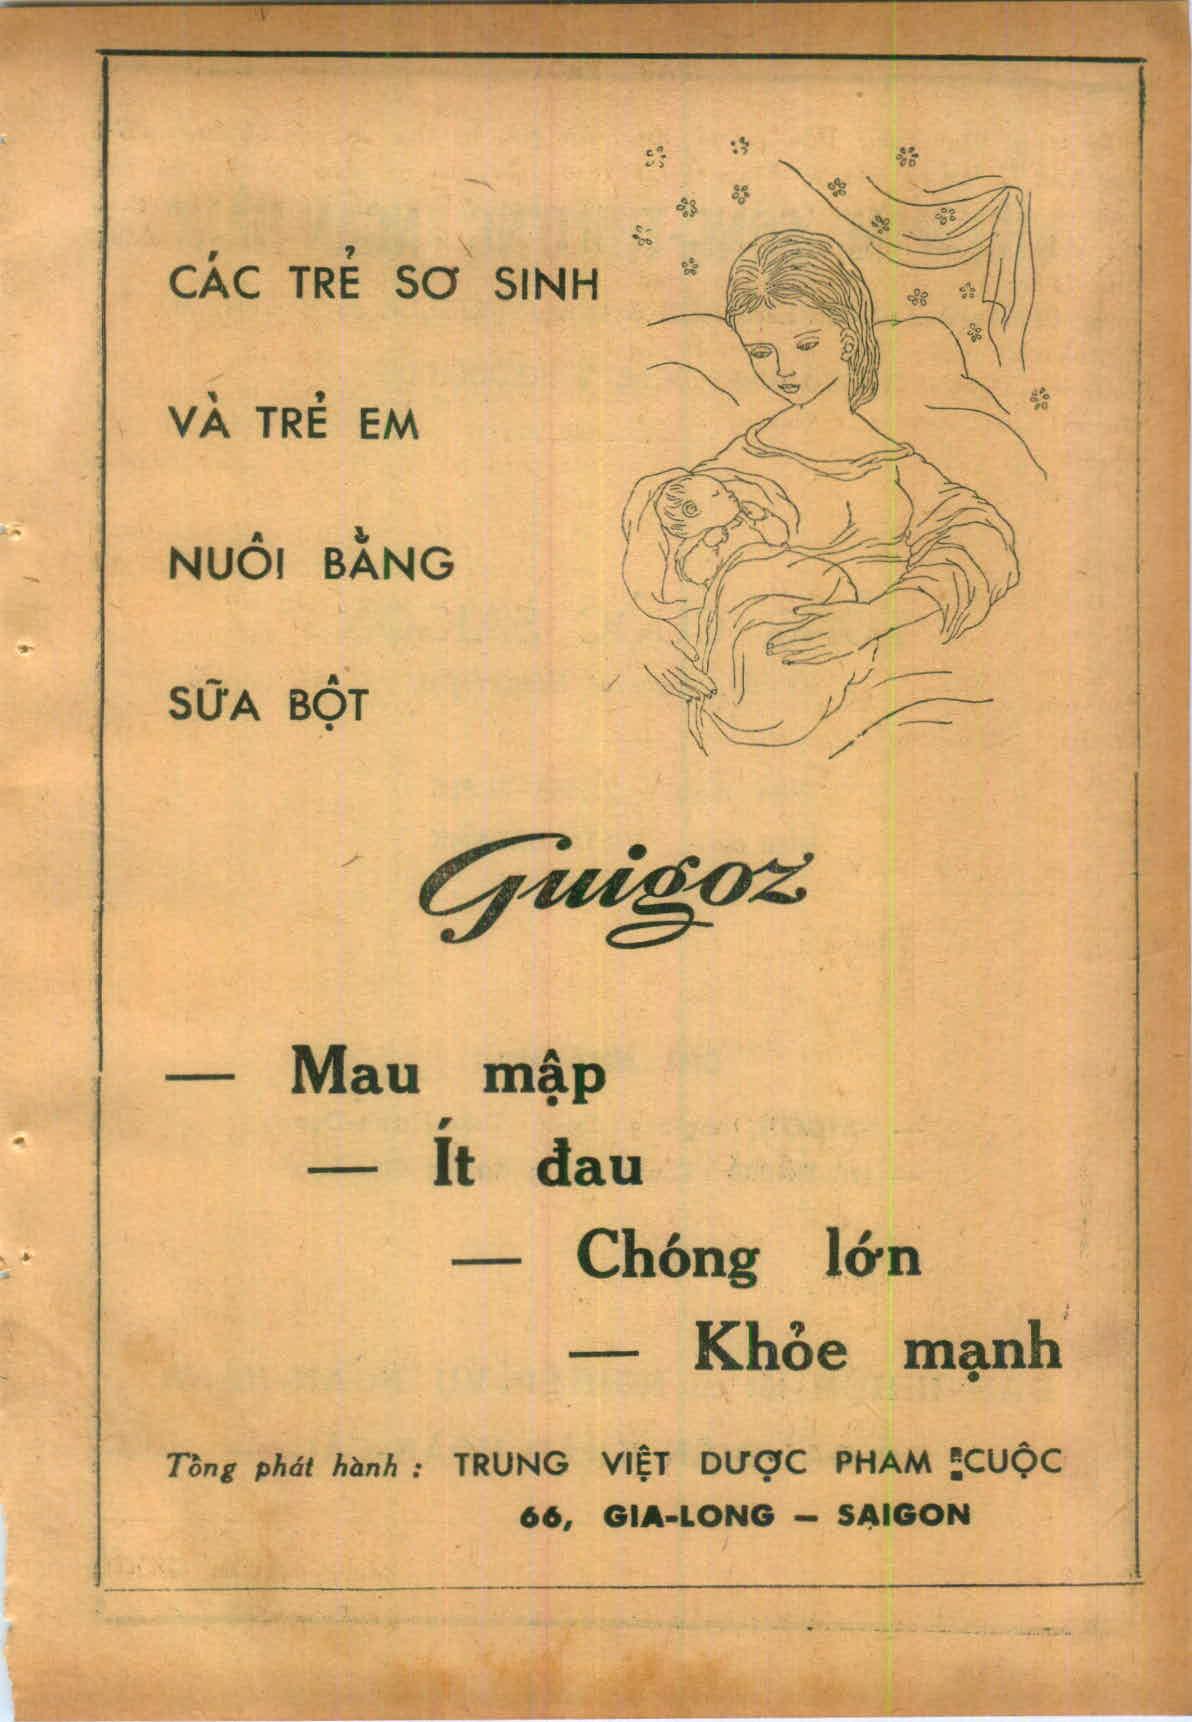 CÁC TRẺ SƠ SINH
VÀ TRẺ EM
NUÔI BẰNG
SỮA BỘT
Guigoz
— Mau mập
— Ít đau
— Chóng lớn
— Khỏe mạnh
Tổng phát hành : TRUNG VIỆT DƯỢC PHAM CUỘC
66, GIA-LONG — SAIGON